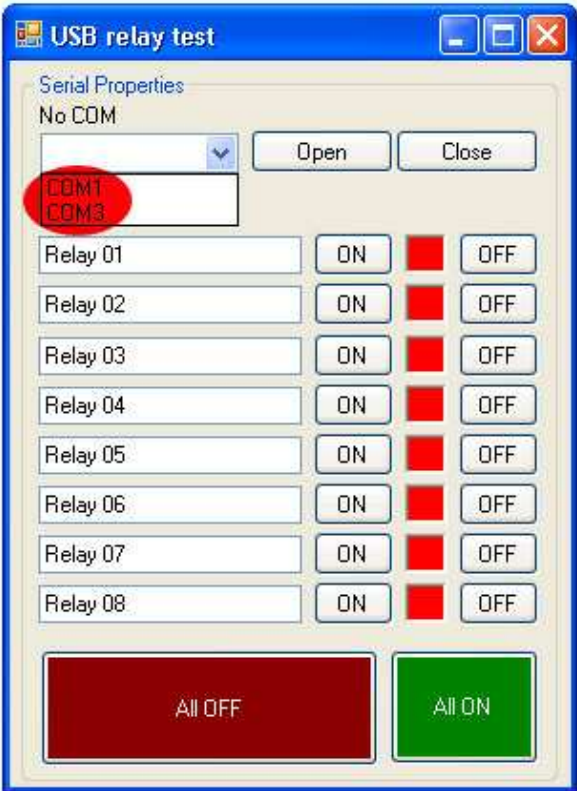 USB relay test
Serial Properties
No COM
Open Close
COM1
COM3
Relay 01 ON OFF
Relay 02 ON OFF
Relay 03 ON OFF
Relay 04 ON OFF
Relay 05 ON OFF
Relay 06 ON OFF
Relay 07 ON OFF
Relay 08 ON OFF
All OFF All ON